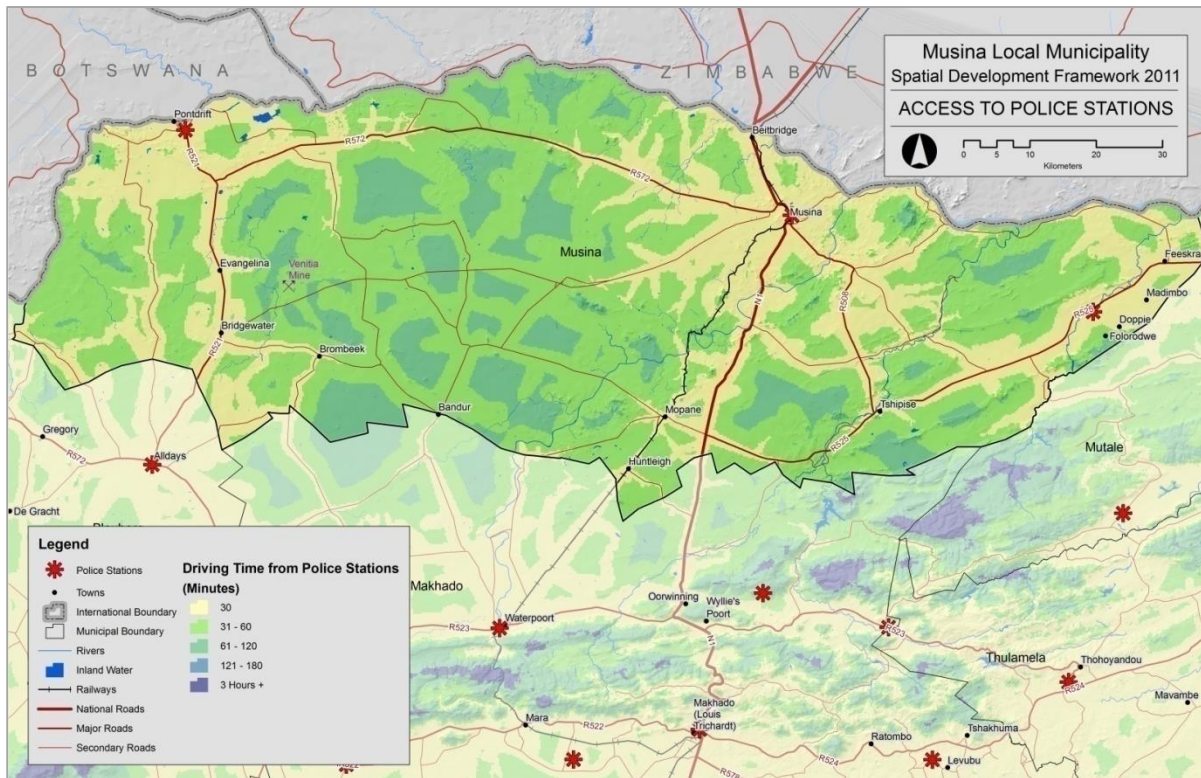 BOTSWANA
ZIMBABWE
Musina Local Municipality
Spatial Development Framework 2011
ACCESS TO POLICE STATIONS
0 5 10 20 30
Kilometers
Pontdrift
R521
R572
Beitbridge
R572
Musina
Musina
Evangelina
Venitia
Mine
Feeskra
Madimbo
R525
Doppie
Folorodwe
N1
R508
Bridgewater
R521
Brombeek
Bandur
Mopane
Tshipise
R525
Huntleigh
Gregory
R572
Alldays
Mutale
De Gracht
Makhado
Oorwinning
Wyllie's
Poort
Waterpoort
R523
R523
N1
Thulamela
Thohoyandou
R524
Mavambe
Makhado
(Louis
Trichardt)
Mara
R522
Tshakhuma
Ratombo
R524
Levubu
R522
Legend
Police Stations
Towns
International Boundary
Municipal Boundary
Rivers
Inland Water
Railways
National Roads
Major Roads
Secondary Roads
Driving Time from Police Stations
(Minutes)
30
31 - 60
61 - 120
121 - 180
3 Hours +